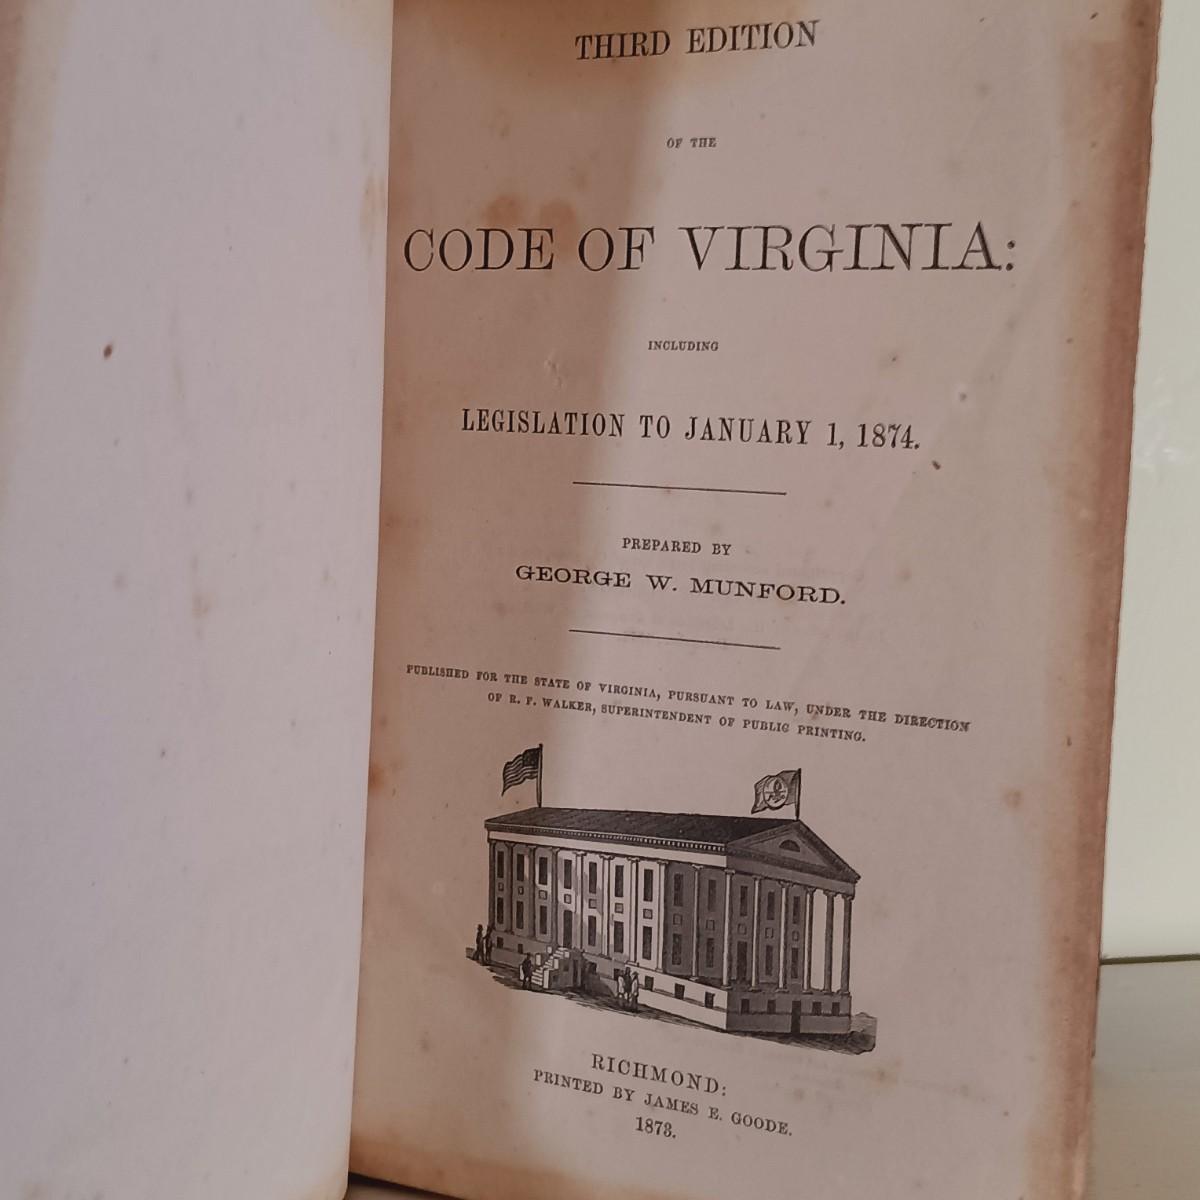 THIRD EDITION
OF THE
CODE OF VIRGINIA:
INCLUDING
LEGISLATION TO JANUARY 1, 1874.
PREPARED BY
GEORGE W. MUNFORD.
PUBLISHED FOR THE STATE OF VIRGINIA, PURSUANT TO LAW, UNDER THE DIRECTION
OF R. F. WALKER, SUPERINTENDENT OF PUBLIC PRINTING.
RICHMOND:
PRINTED BY JAMES E. GOODE.
1873.